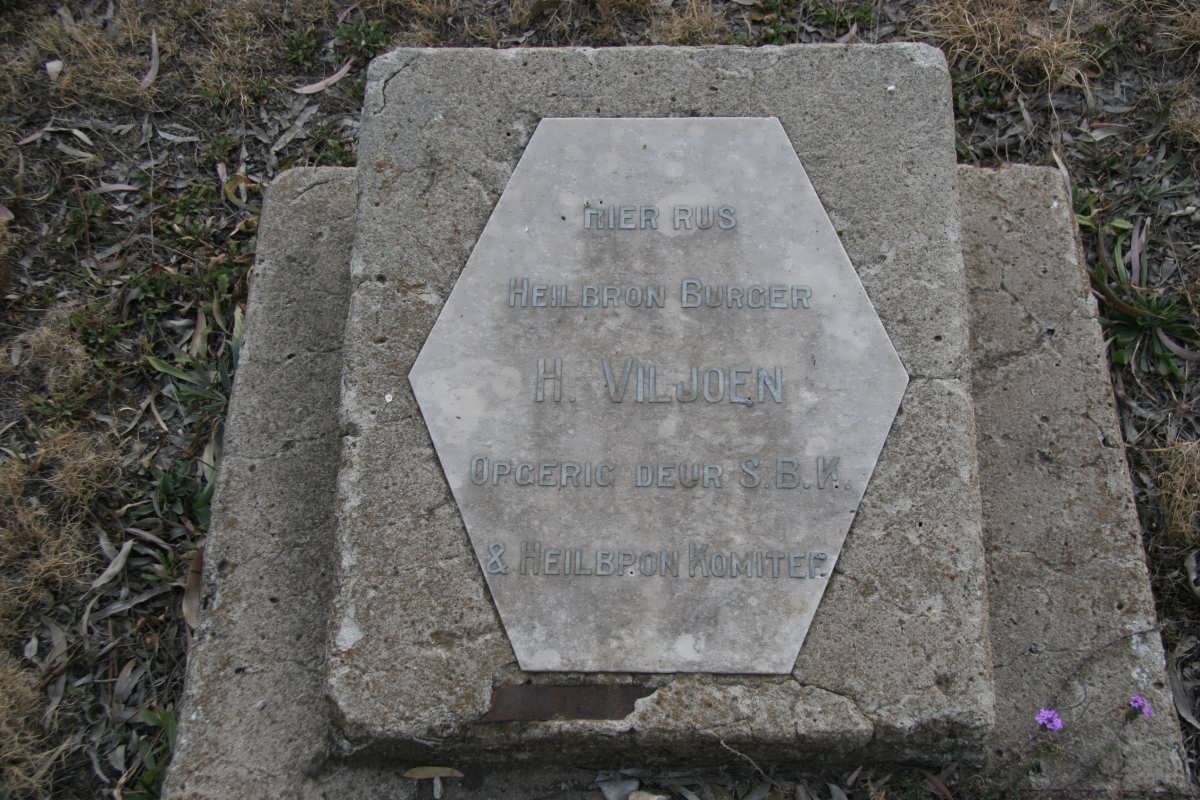 HIER RUS
HEILBRON BURGER
H. VILJOEN
OPGERIG DEUR S.B.K.
& HEILBRON KOMITEE